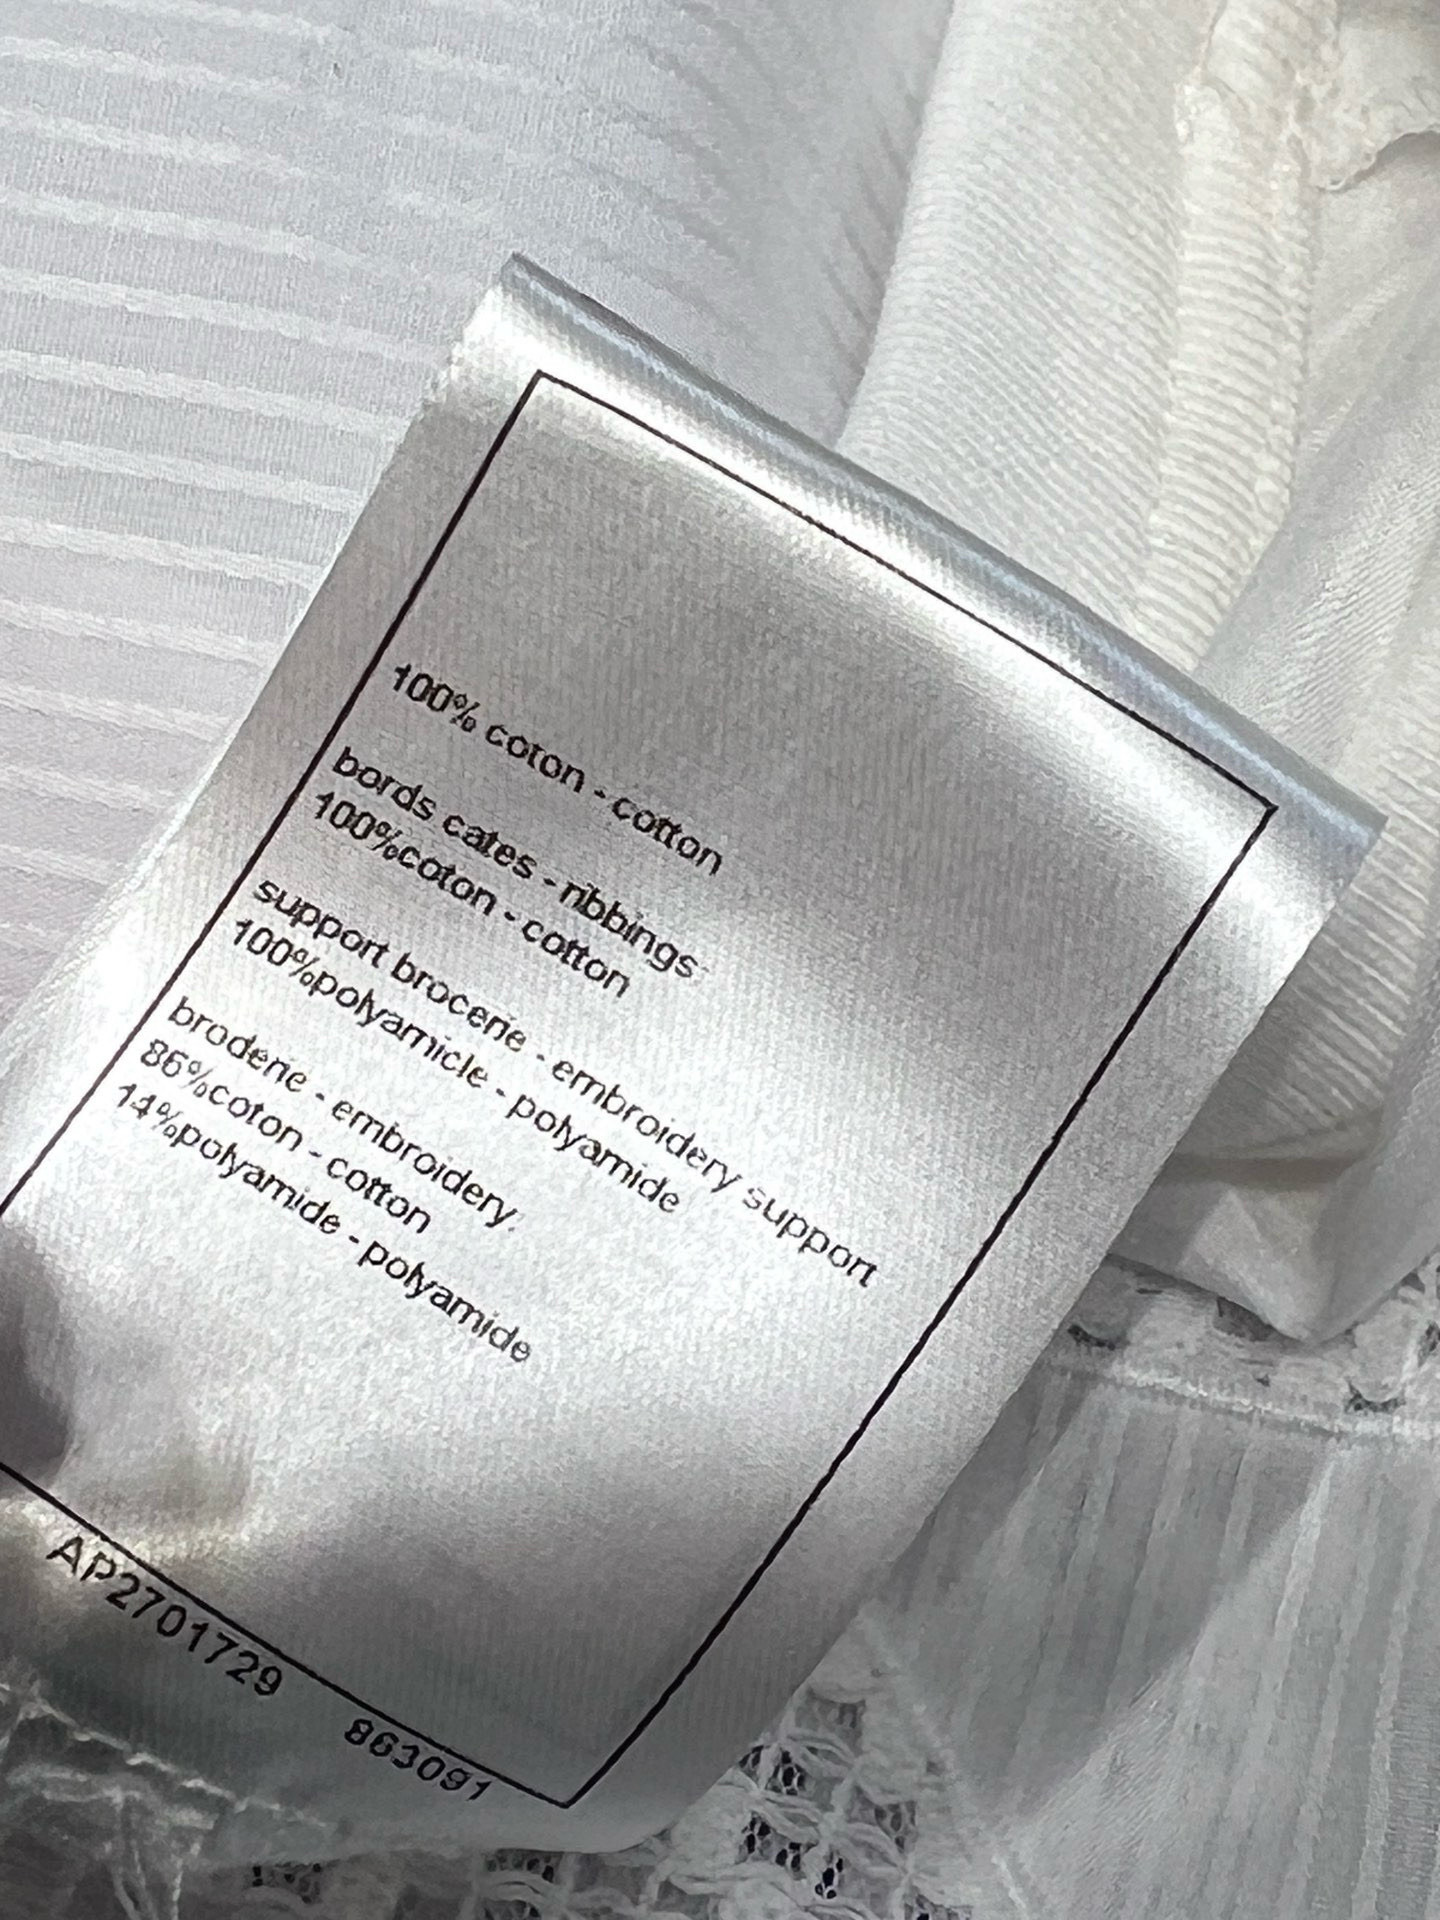 100% coton - cotton
bords cates - ribbings
100%coton - cotton
support brocerie - embroidery support
100%polyamicle - polyamide
broderie - embroidery
86%coton - cotton
14%polyamide - polyamide
AP2701729 863091